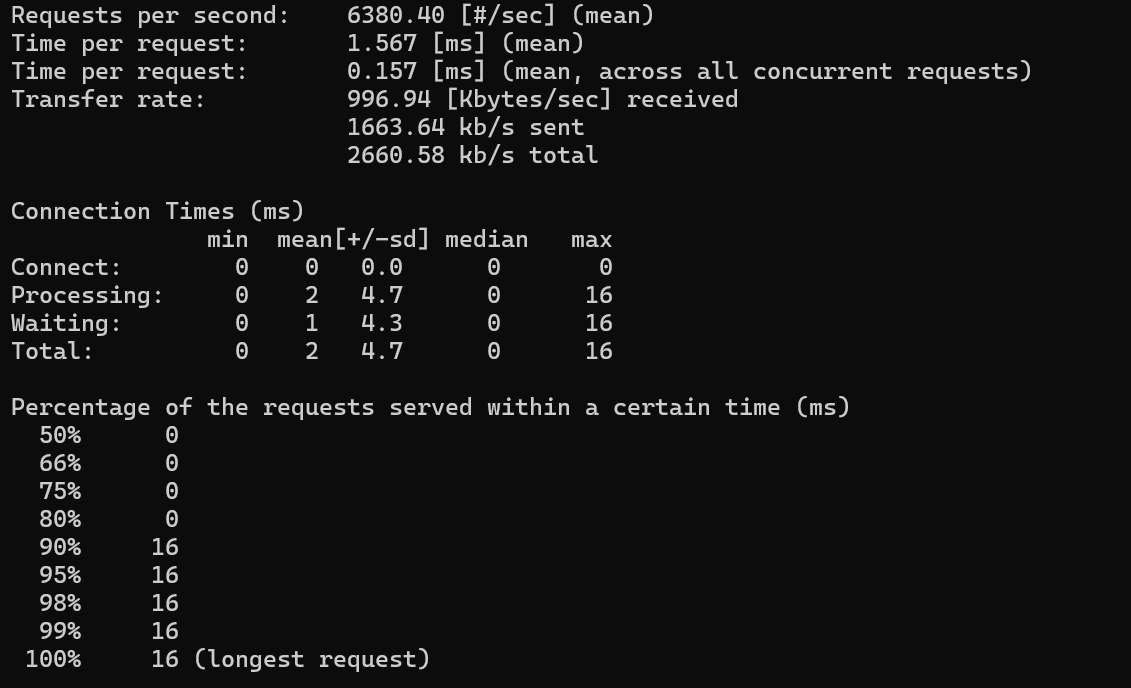 Requests per second:    6380.40 [#/sec] (mean)
Time per request:       1.567 [ms] (mean)
Time per request:       0.157 [ms] (mean, across all concurrent requests)
Transfer rate:          996.94 [Kbytes/sec] received
                        1663.64 kb/s sent
                        2660.58 kb/s total

Connection Times (ms)
              min  mean[+/-sd] median   max
Connect:        0    0   0.0      0       0
Processing:     0    2   4.7      0      16
Waiting:        0    1   4.3      0      16
Total:          0    2   4.7      0      16

Percentage of the requests served within a certain time (ms)
  50%      0
  66%      0
  75%      0
  80%      0
  90%     16
  95%     16
  98%     16
  99%     16
 100%     16 (longest request)